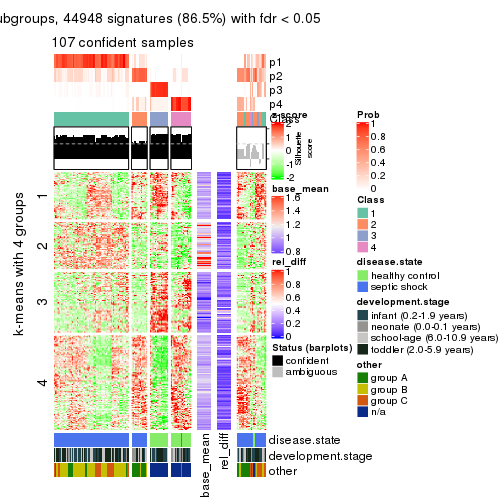 ubgroups, 44948 signatures (86.5%) with fdr < 0.05
107 confident samples
p1
p2
p3
p4
Class
z-score
2
1
0
-1
-2
Silhouette
score
base_mean
1.6
1.2
0.8
rel_diff
1
0.8
0.6
0.4
0.2
0
Status (barplots)
confident
ambiguous
Prob
1
0.8
0.6
0.4
0.2
0
Class
1
2
3
4
disease.state
healthy control
septic shock
development.stage
infant (0.2-1.9 years)
neonate (0.0-0.1 years)
school-age (6.0-10.9 years)
toddler (2.0-5.9 years)
other
group A
group B
group C
n/a
k-means with 4 groups
1
2
3
4
disease.state
development.stage
other
base_mean
rel_diff